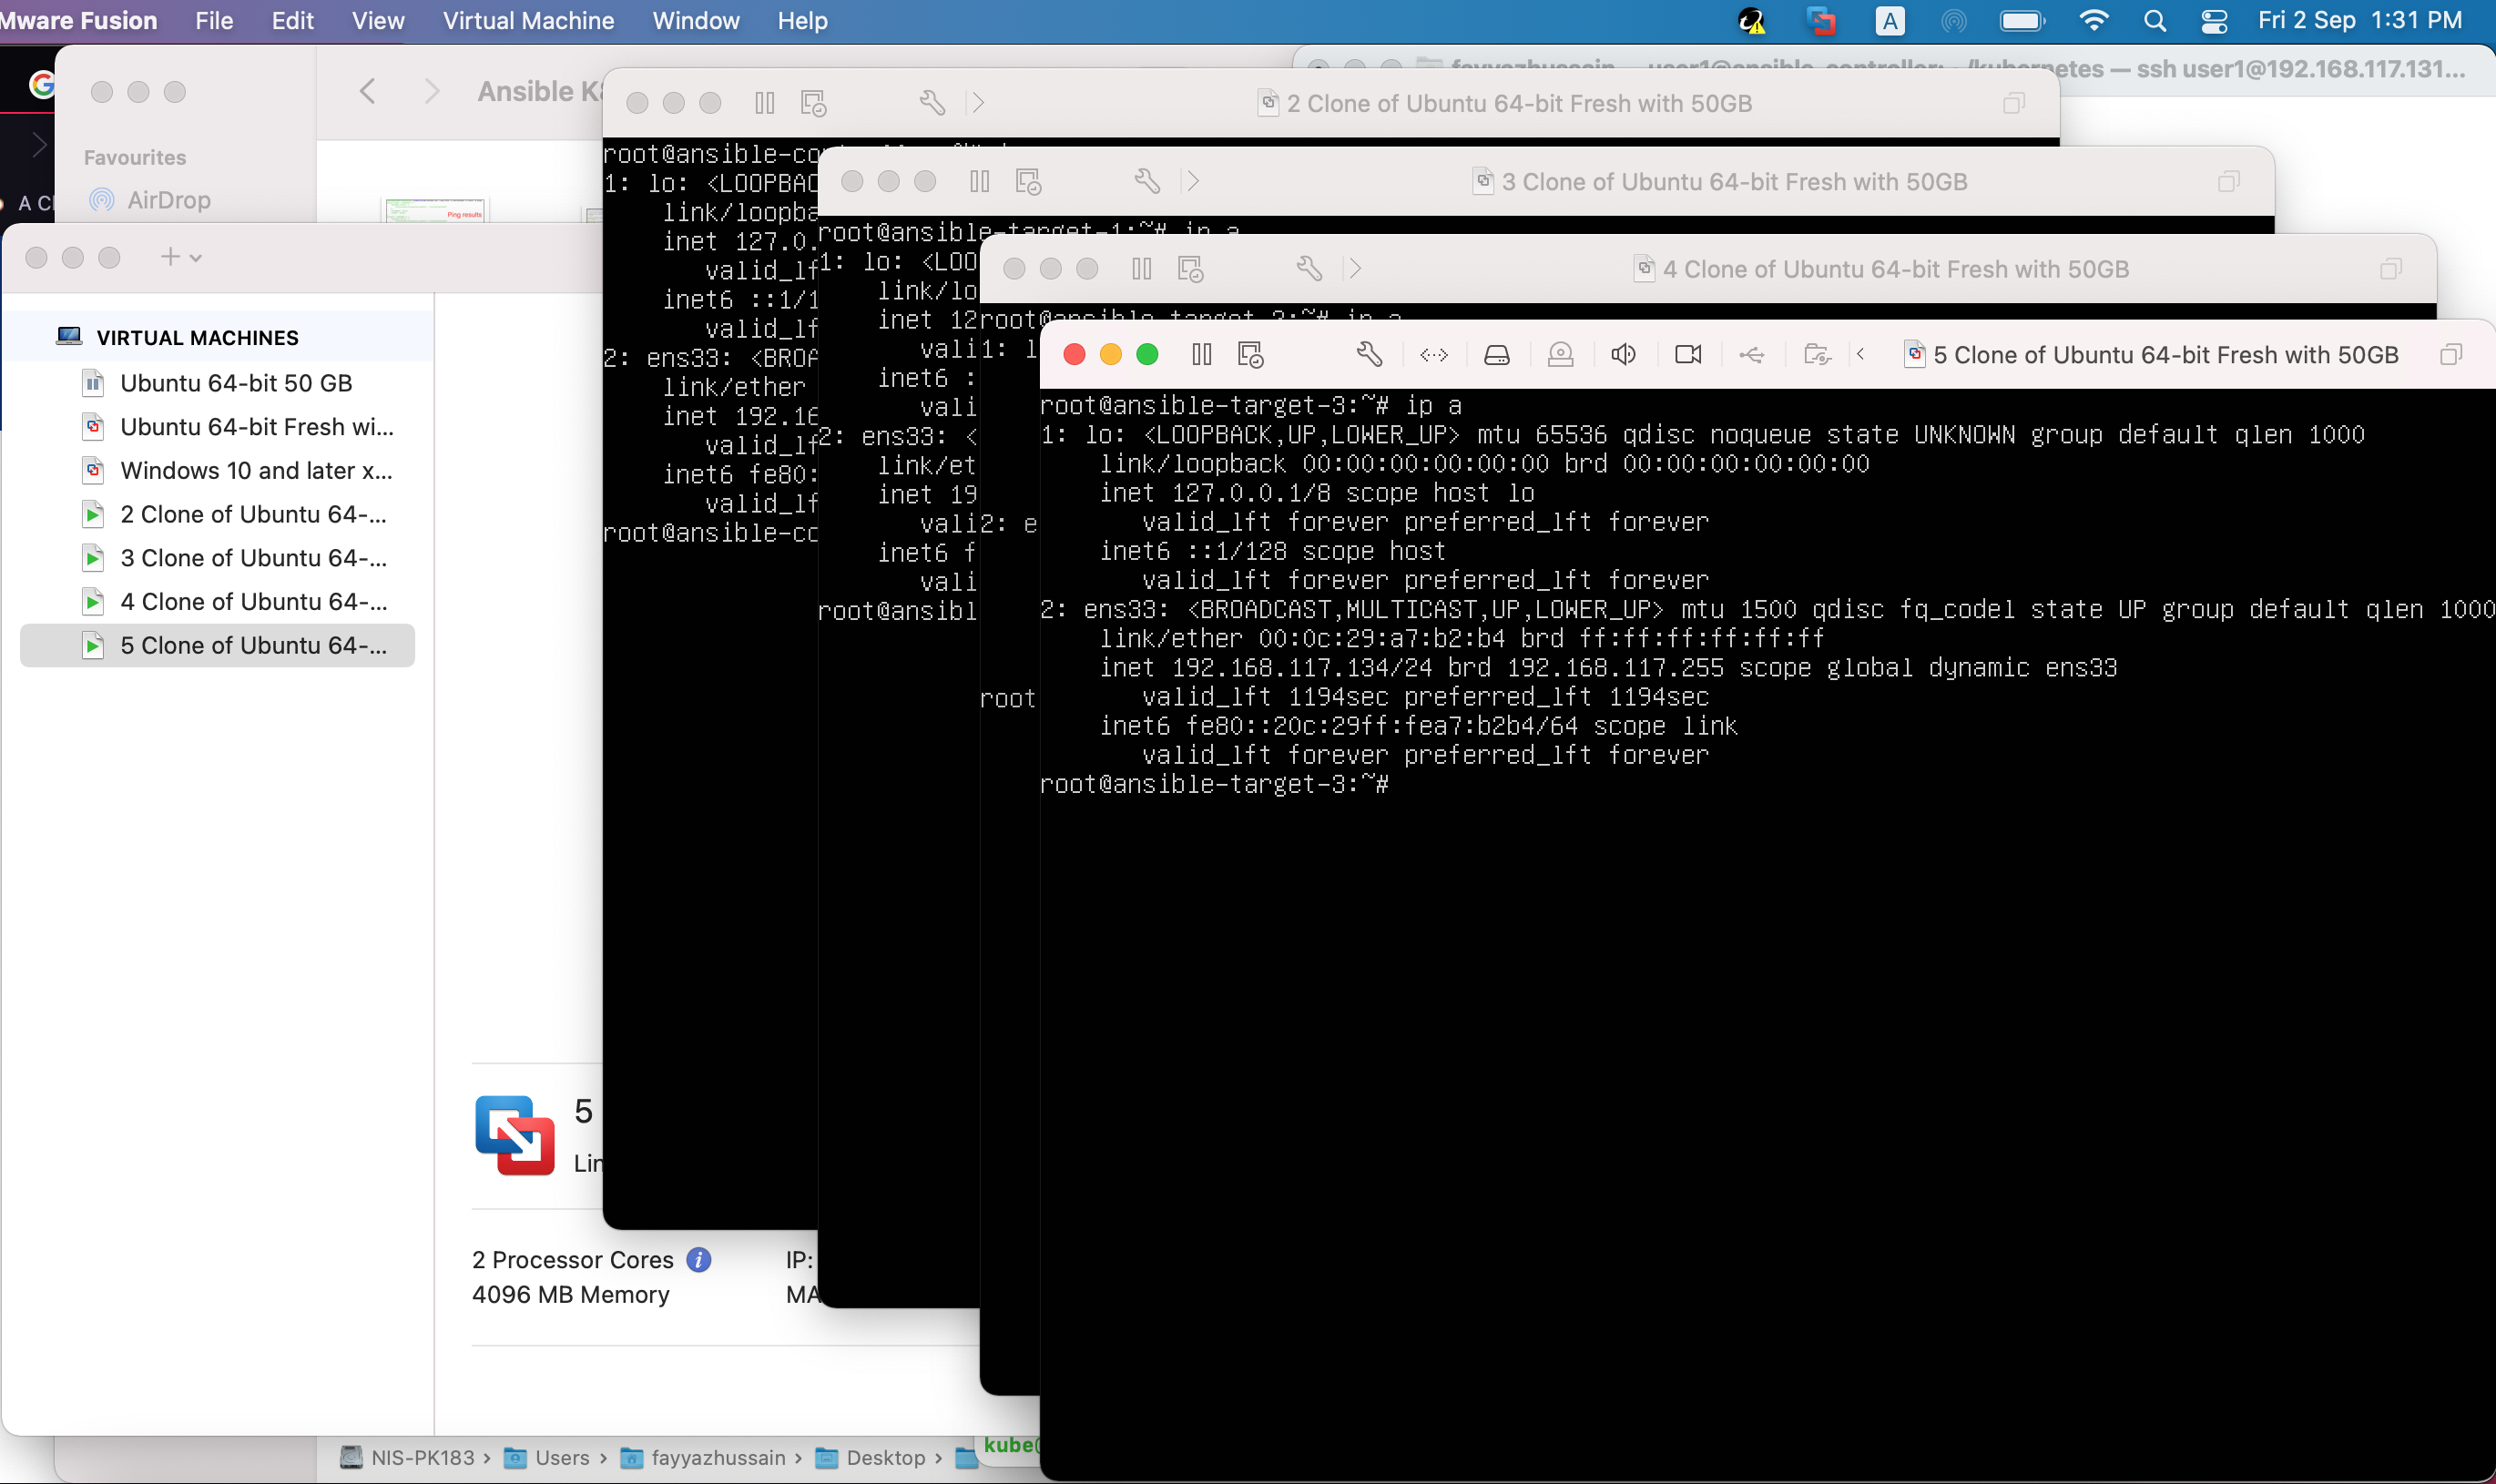 Mware Fusion File Edit View Virtual Machine Window Help A Fri 2 Sep 1:31 PM
Ansible K
fayyazhussain — user1@ansible-controller: ~/kubernetes — ssh user1@192.168.117.131...
Favourites
AirDrop
A Cl
Ping results
2 Clone of Ubuntu 64-bit Fresh with 50GB
root@ansible-co
1: lo: <LOOPBAC
link/loopba
inet 127.0.
valid_lf
inet6 ::1/1
valid_lf
2: ens33: <BROA
link/ether
inet 192.16
valid_lf
inet6 fe80:
valid_lf
root@ansible-co
3 Clone of Ubuntu 64-bit Fresh with 50GB
root@ansible-target-1:~# ip a
1: lo: <LOO
link/lo
inet 12
vali
inet6 :
vali
2: ens33: <
link/et
inet 19
vali
inet6 f
vali
root@ansibl
4 Clone of Ubuntu 64-bit Fresh with 50GB
root@ansible-target-2:~# ip a
1: l
2: e
root
5 Clone of Ubuntu 64-bit Fresh with 50GB
root@ansible-target-3:~# ip a
1: lo: <LOOPBACK,UP,LOWER_UP> mtu 65536 qdisc noqueue state UNKNOWN group default qlen 1000
link/loopback 00:00:00:00:00:00 brd 00:00:00:00:00:00
inet 127.0.0.1/8 scope host lo
valid_lft forever preferred_lft forever
inet6 ::1/128 scope host
valid_lft forever preferred_lft forever
2: ens33: <BROADCAST,MULTICAST,UP,LOWER_UP> mtu 1500 qdisc fq_codel state UP group default qlen 1000
link/ether 00:0c:29:a7:b2:b4 brd ff:ff:ff:ff:ff:ff
inet 192.168.117.134/24 brd 192.168.117.255 scope global dynamic ens33
valid_lft 1194sec preferred_lft 1194sec
inet6 fe80::20c:29ff:fea7:b2b4/64 scope link
valid_lft forever preferred_lft forever
root@ansible-target-3:~#
VIRTUAL MACHINES
Ubuntu 64-bit 50 GB
Ubuntu 64-bit Fresh wi...
Windows 10 and later x...
2 Clone of Ubuntu 64-...
3 Clone of Ubuntu 64-...
4 Clone of Ubuntu 64-...
5 Clone of Ubuntu 64-...
5
Lin
2 Processor Cores IP:
4096 MB Memory MA
NIS-PK183 › Users › fayyazhussain › Desktop ›
kube@